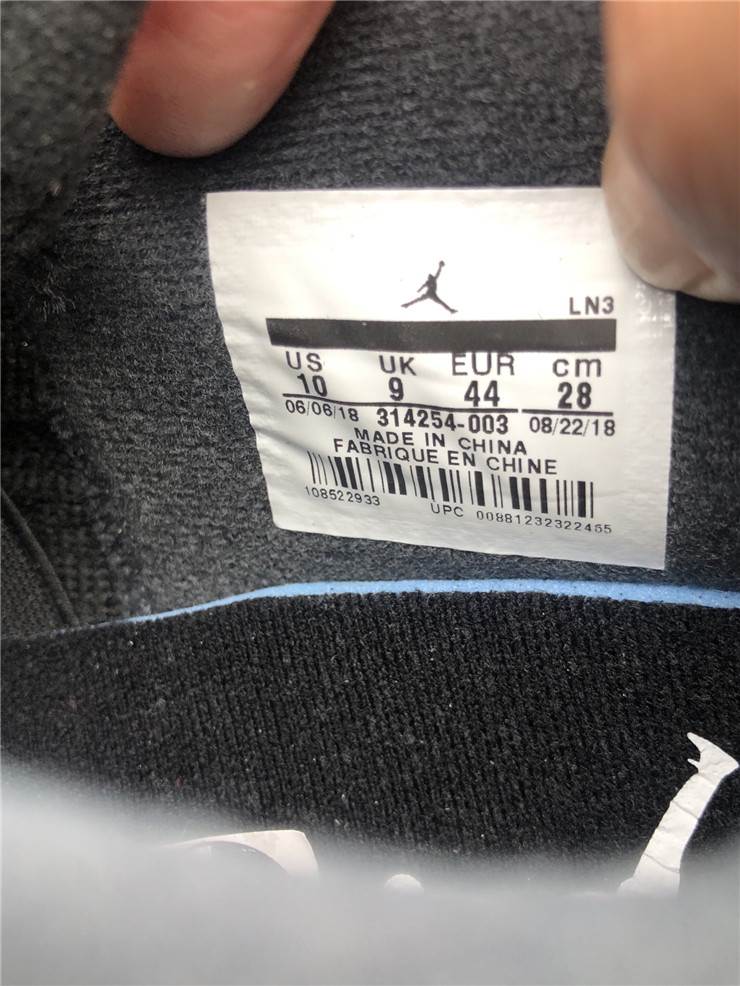 LN3
US UK EUR cm
10 9 44 28
06/06/18 314254-003 08/22/18
MADE IN CHINA
FABRIQUE EN CHINE
108522933 UPC 00881232322455